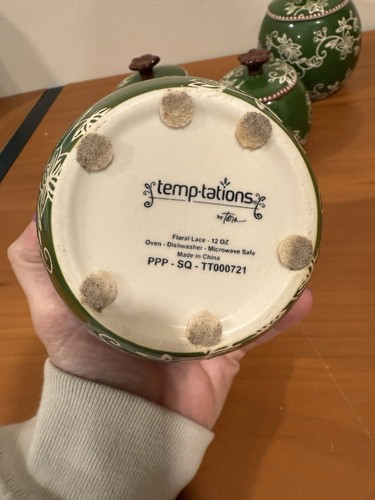 temp·tations®
by Tara
Floral Lace - 12 OZ
Oven - Dishwasher - Microwave Safe
Made in China
PPP - SQ - TT000721